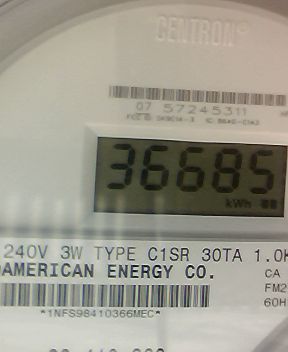 CENTRON®
07 57245311
36685
kWh
240V 3W TYPE C1SR 30TA 1.0K
AMERICAN ENERGY CO.
CA
FM2
60H
*1NFS98410366MEC*